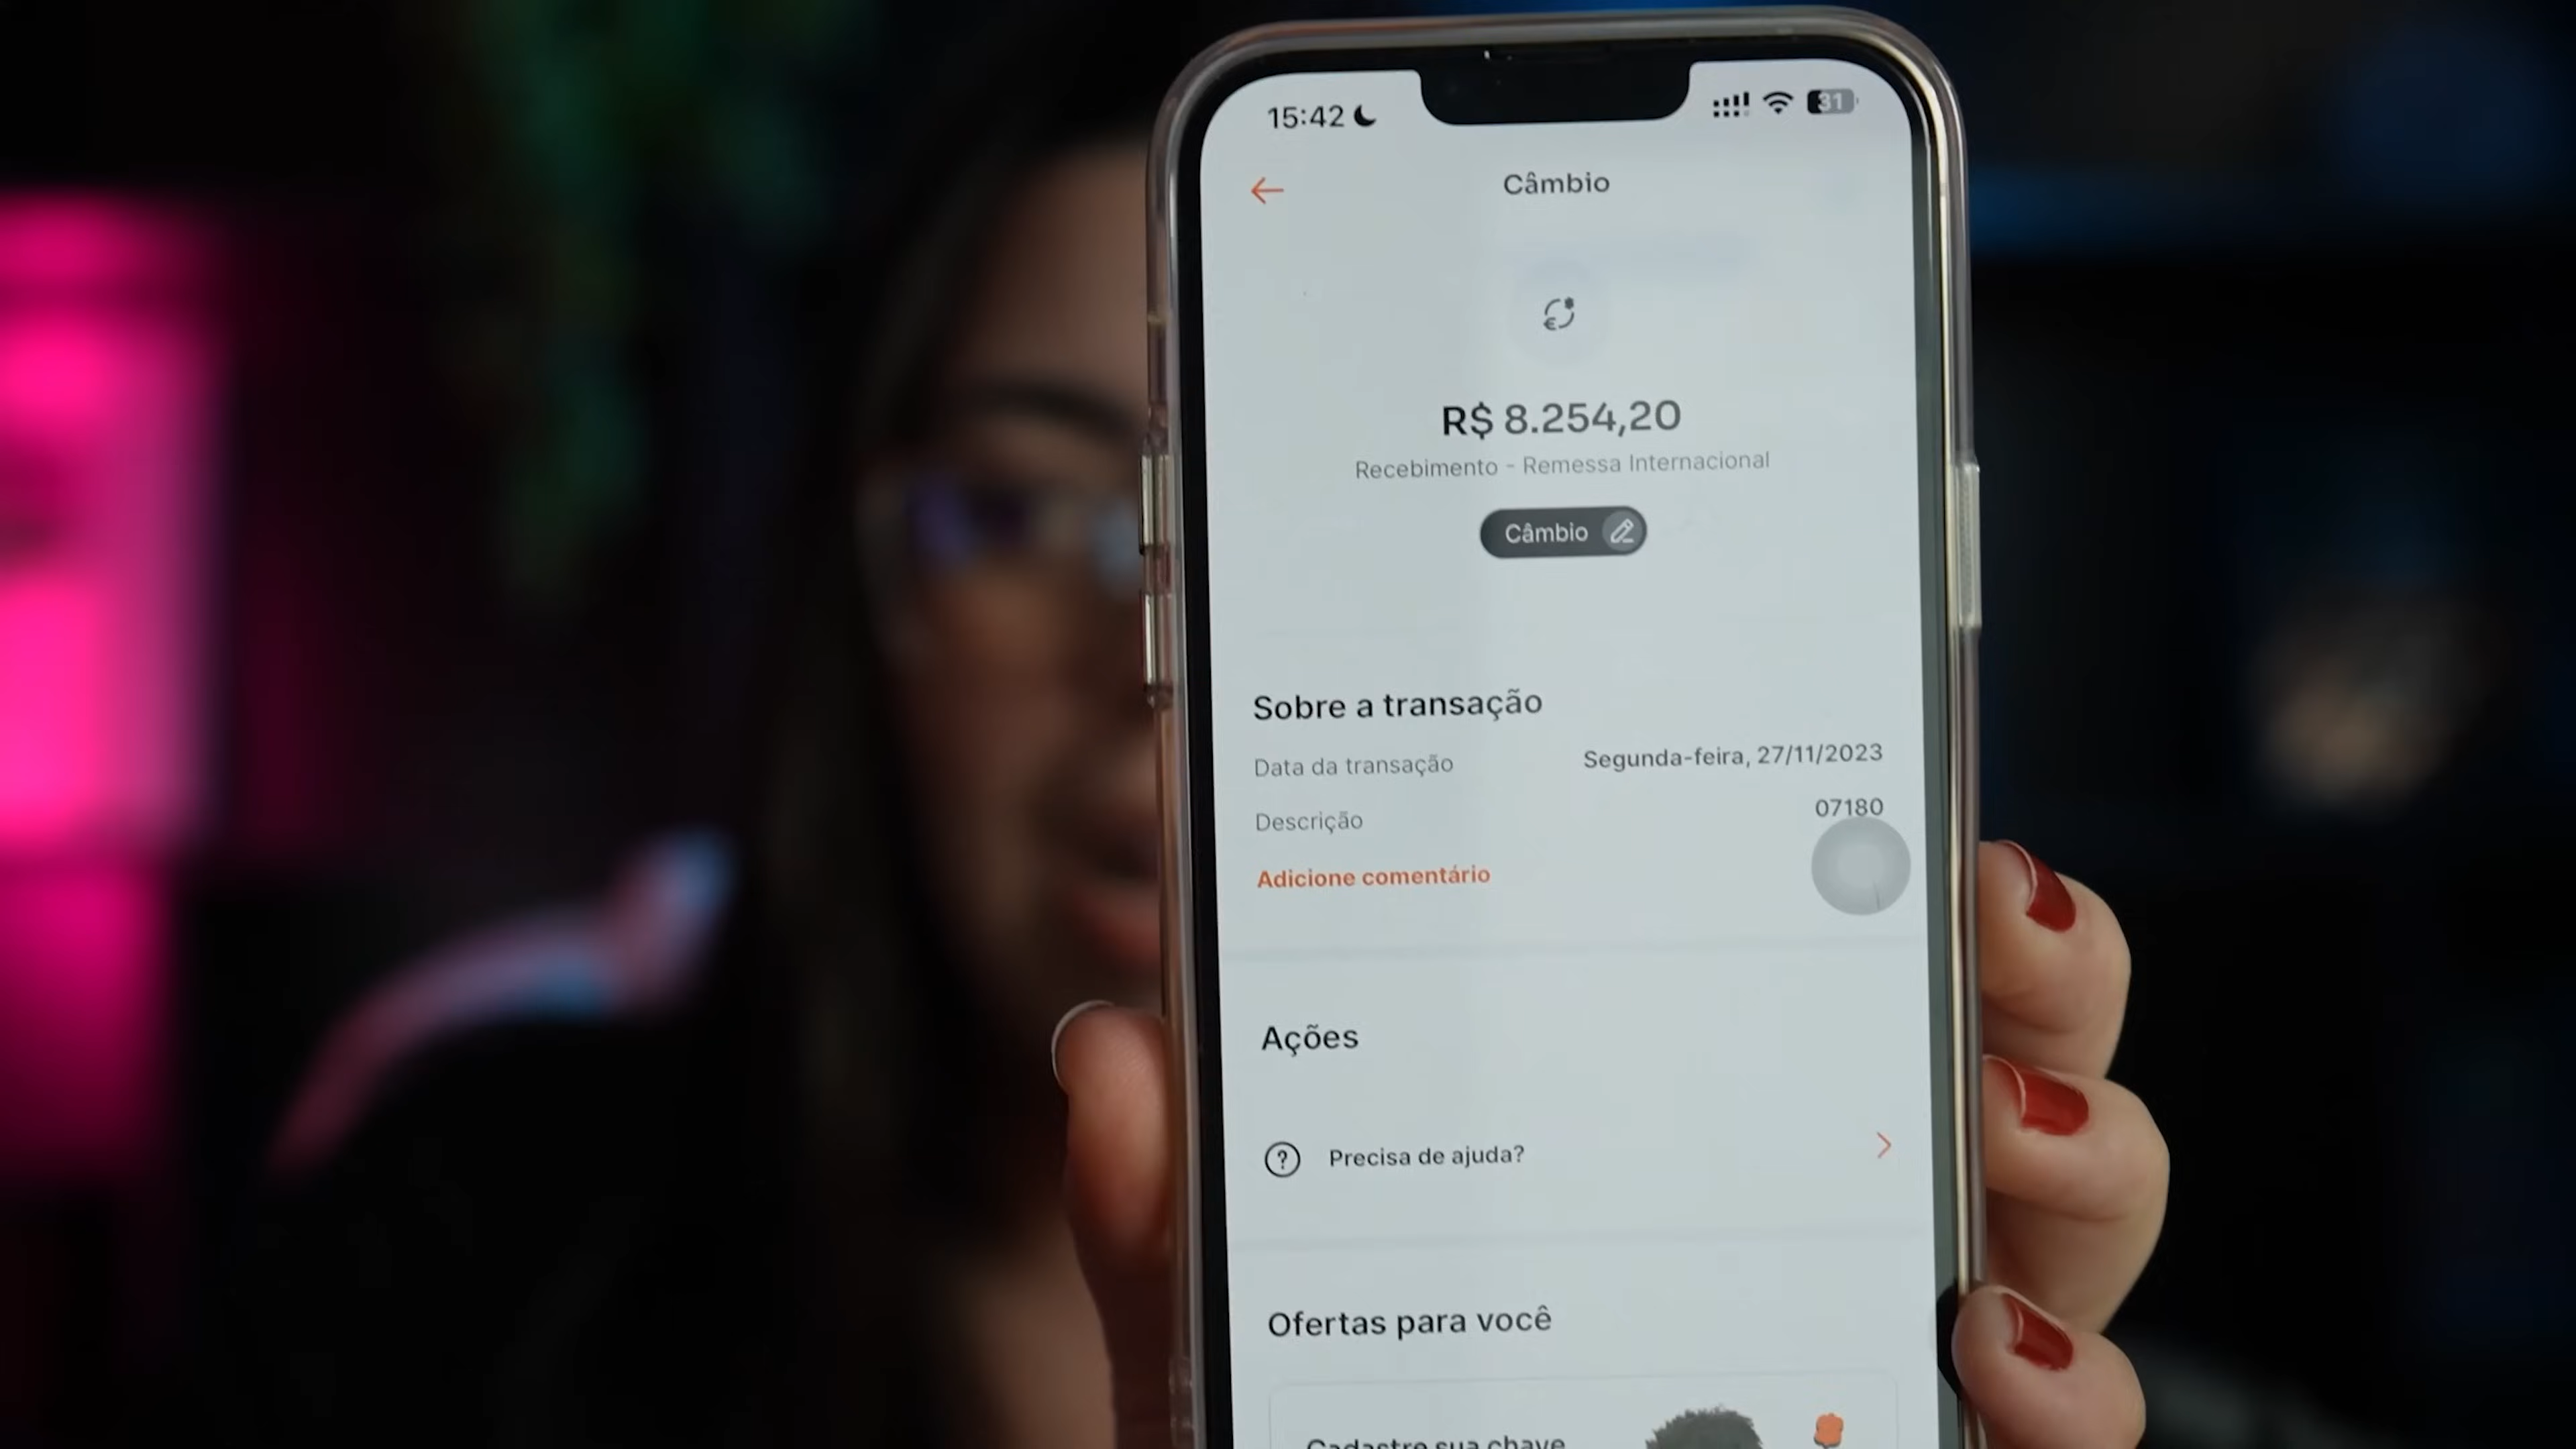 15:42
31
Câmbio
R$ 8.254,20
Recebimento - Remessa Internacional
Câmbio
Sobre a transação
Data da transação Segunda-feira, 27/11/2023
Descrição 07180
Adicione comentário
Ações
Precisa de ajuda?
Ofertas para você
Cadastre sua chave